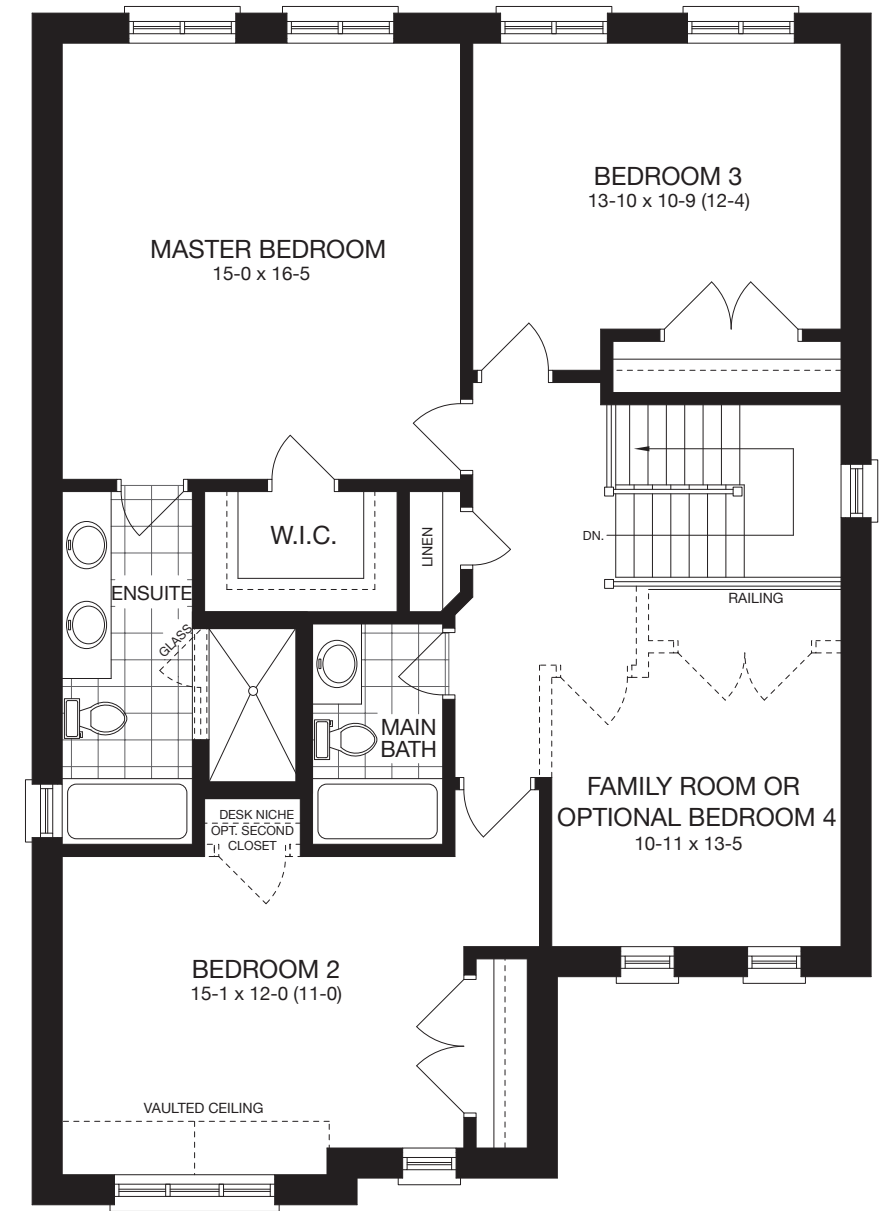 BEDROOM 3
13-10 x 10-9 (12-4)
MASTER BEDROOM
15-0 x 16-5
W.I.C.
LINEN
DN.
ENSUITE
RAILING
GLASS
MAIN
BATH
FAMILY ROOM OR
OPTIONAL BEDROOM 4
10-11 x 13-5
DESK NICHE
OPT. SECOND
CLOSET
BEDROOM 2
15-1 x 12-0 (11-0)
VAULTED CEILING